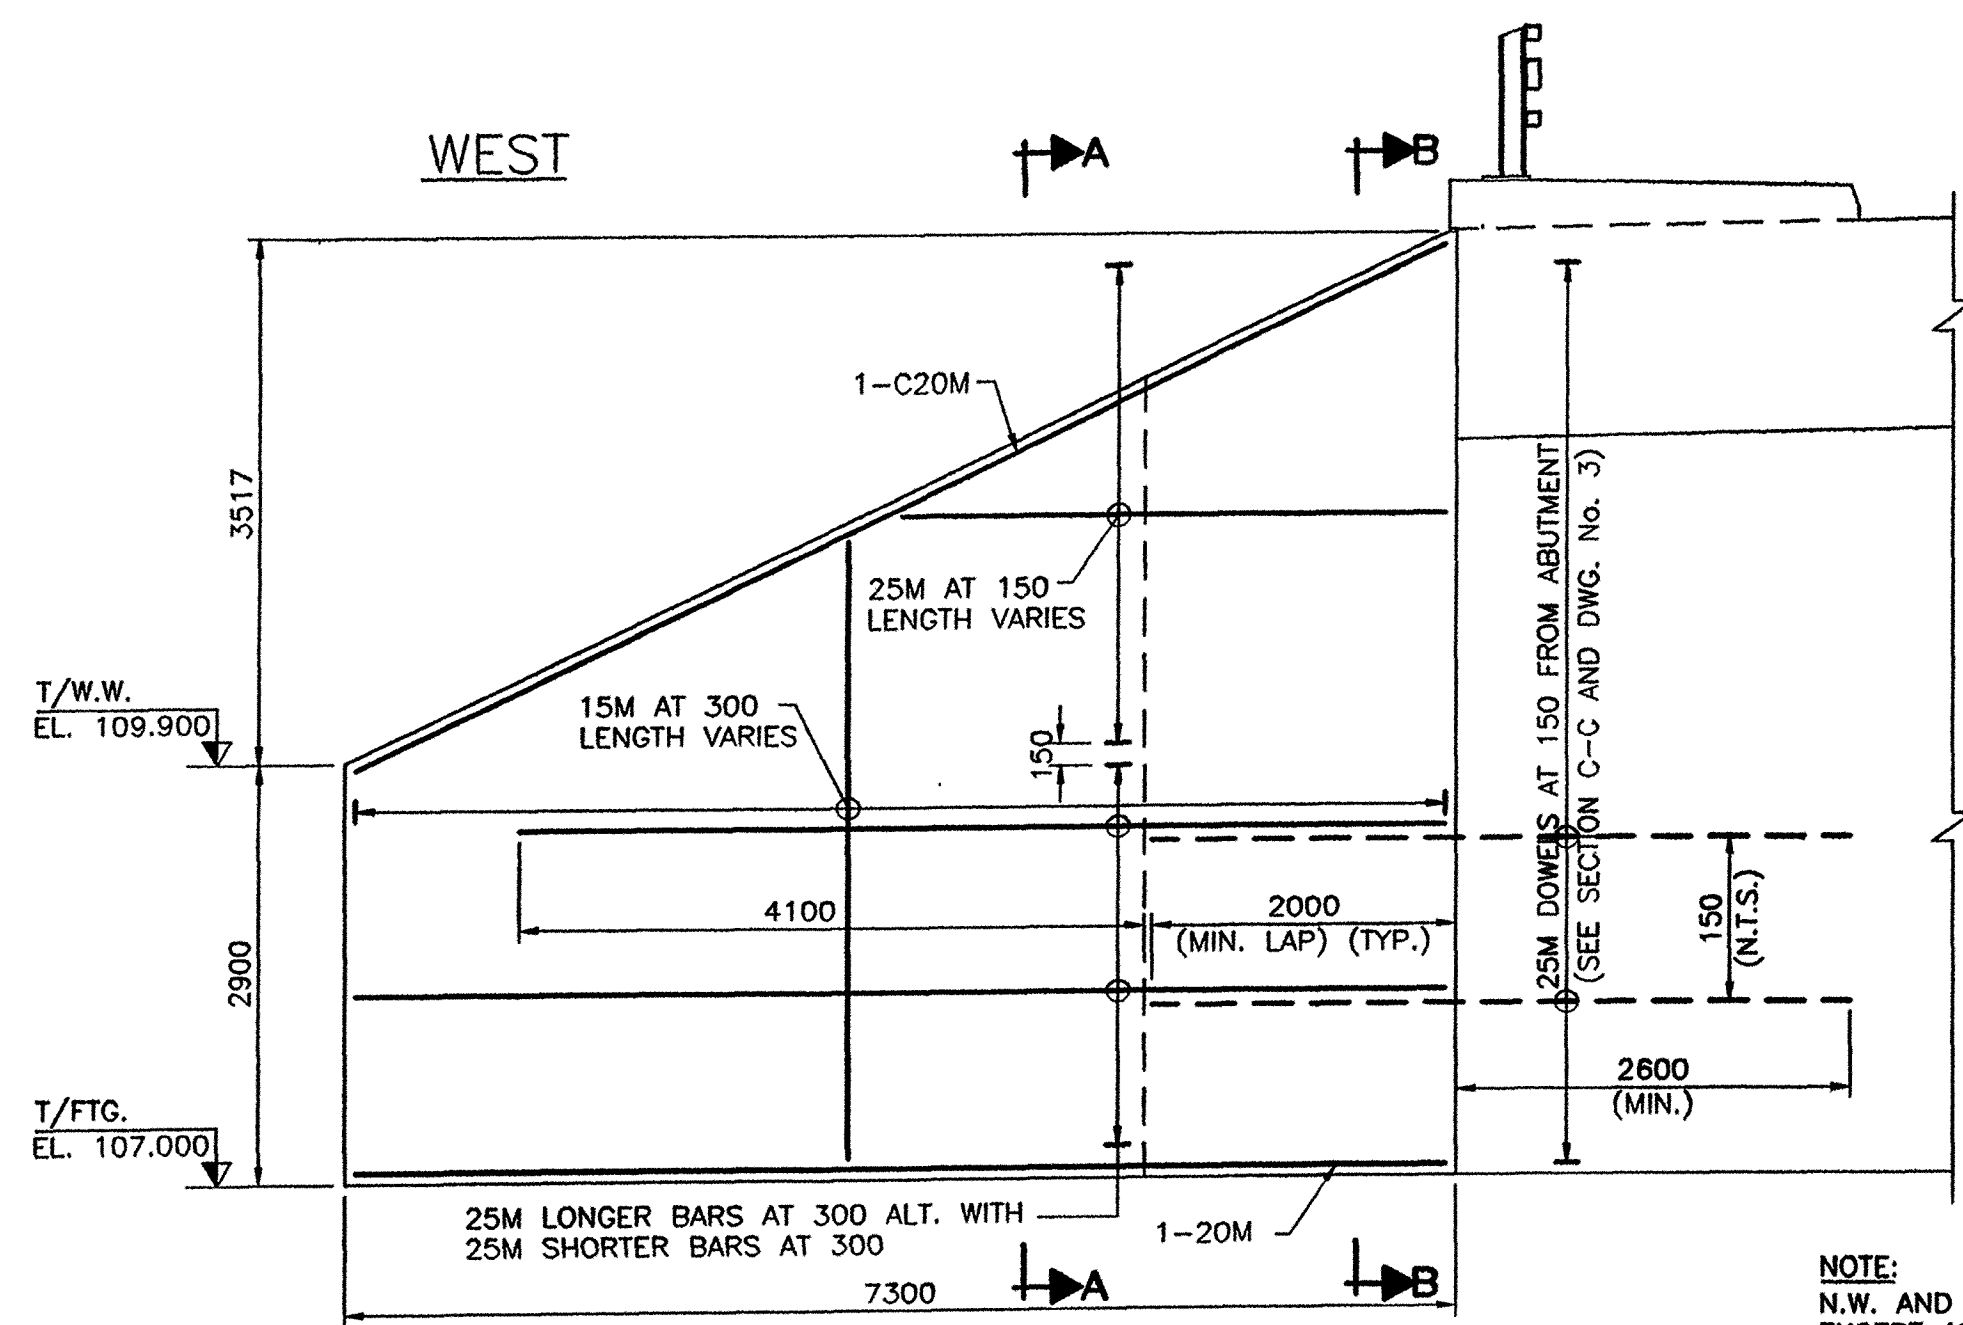 WEST
A
B
1-C20M
3517
25M AT 150
LENGTH VARIES
25M DOWELS AT 150 FROM ABUTMENT
(SEE SECTION C-C AND DWG. No. 3)
T/W.W.
EL. 109.900
15M AT 300
LENGTH VARIES
150
4100
2000
(MIN. LAP) (TYP.)
150
(N.T.S.)
2900
2600
(MIN.)
T/FTG.
EL. 107.000
25M LONGER BARS AT 300 ALT. WITH
25M SHORTER BARS AT 300
1-20M
A
B
7300
NOTE:
N.W. AND